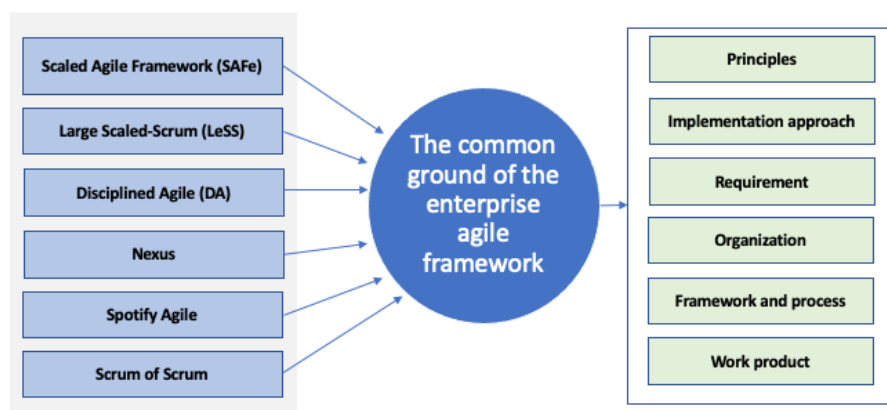 Scaled Agile Framework (SAFe)
Large Scaled-Scrum (LeSS)
Disciplined Agile (DA)
Nexus
Spotify Agile
Scrum of Scrum
The common
ground of the
enterprise
agile
framework
Principles
Implementation approach
Requirement
Organization
Framework and process
Work product